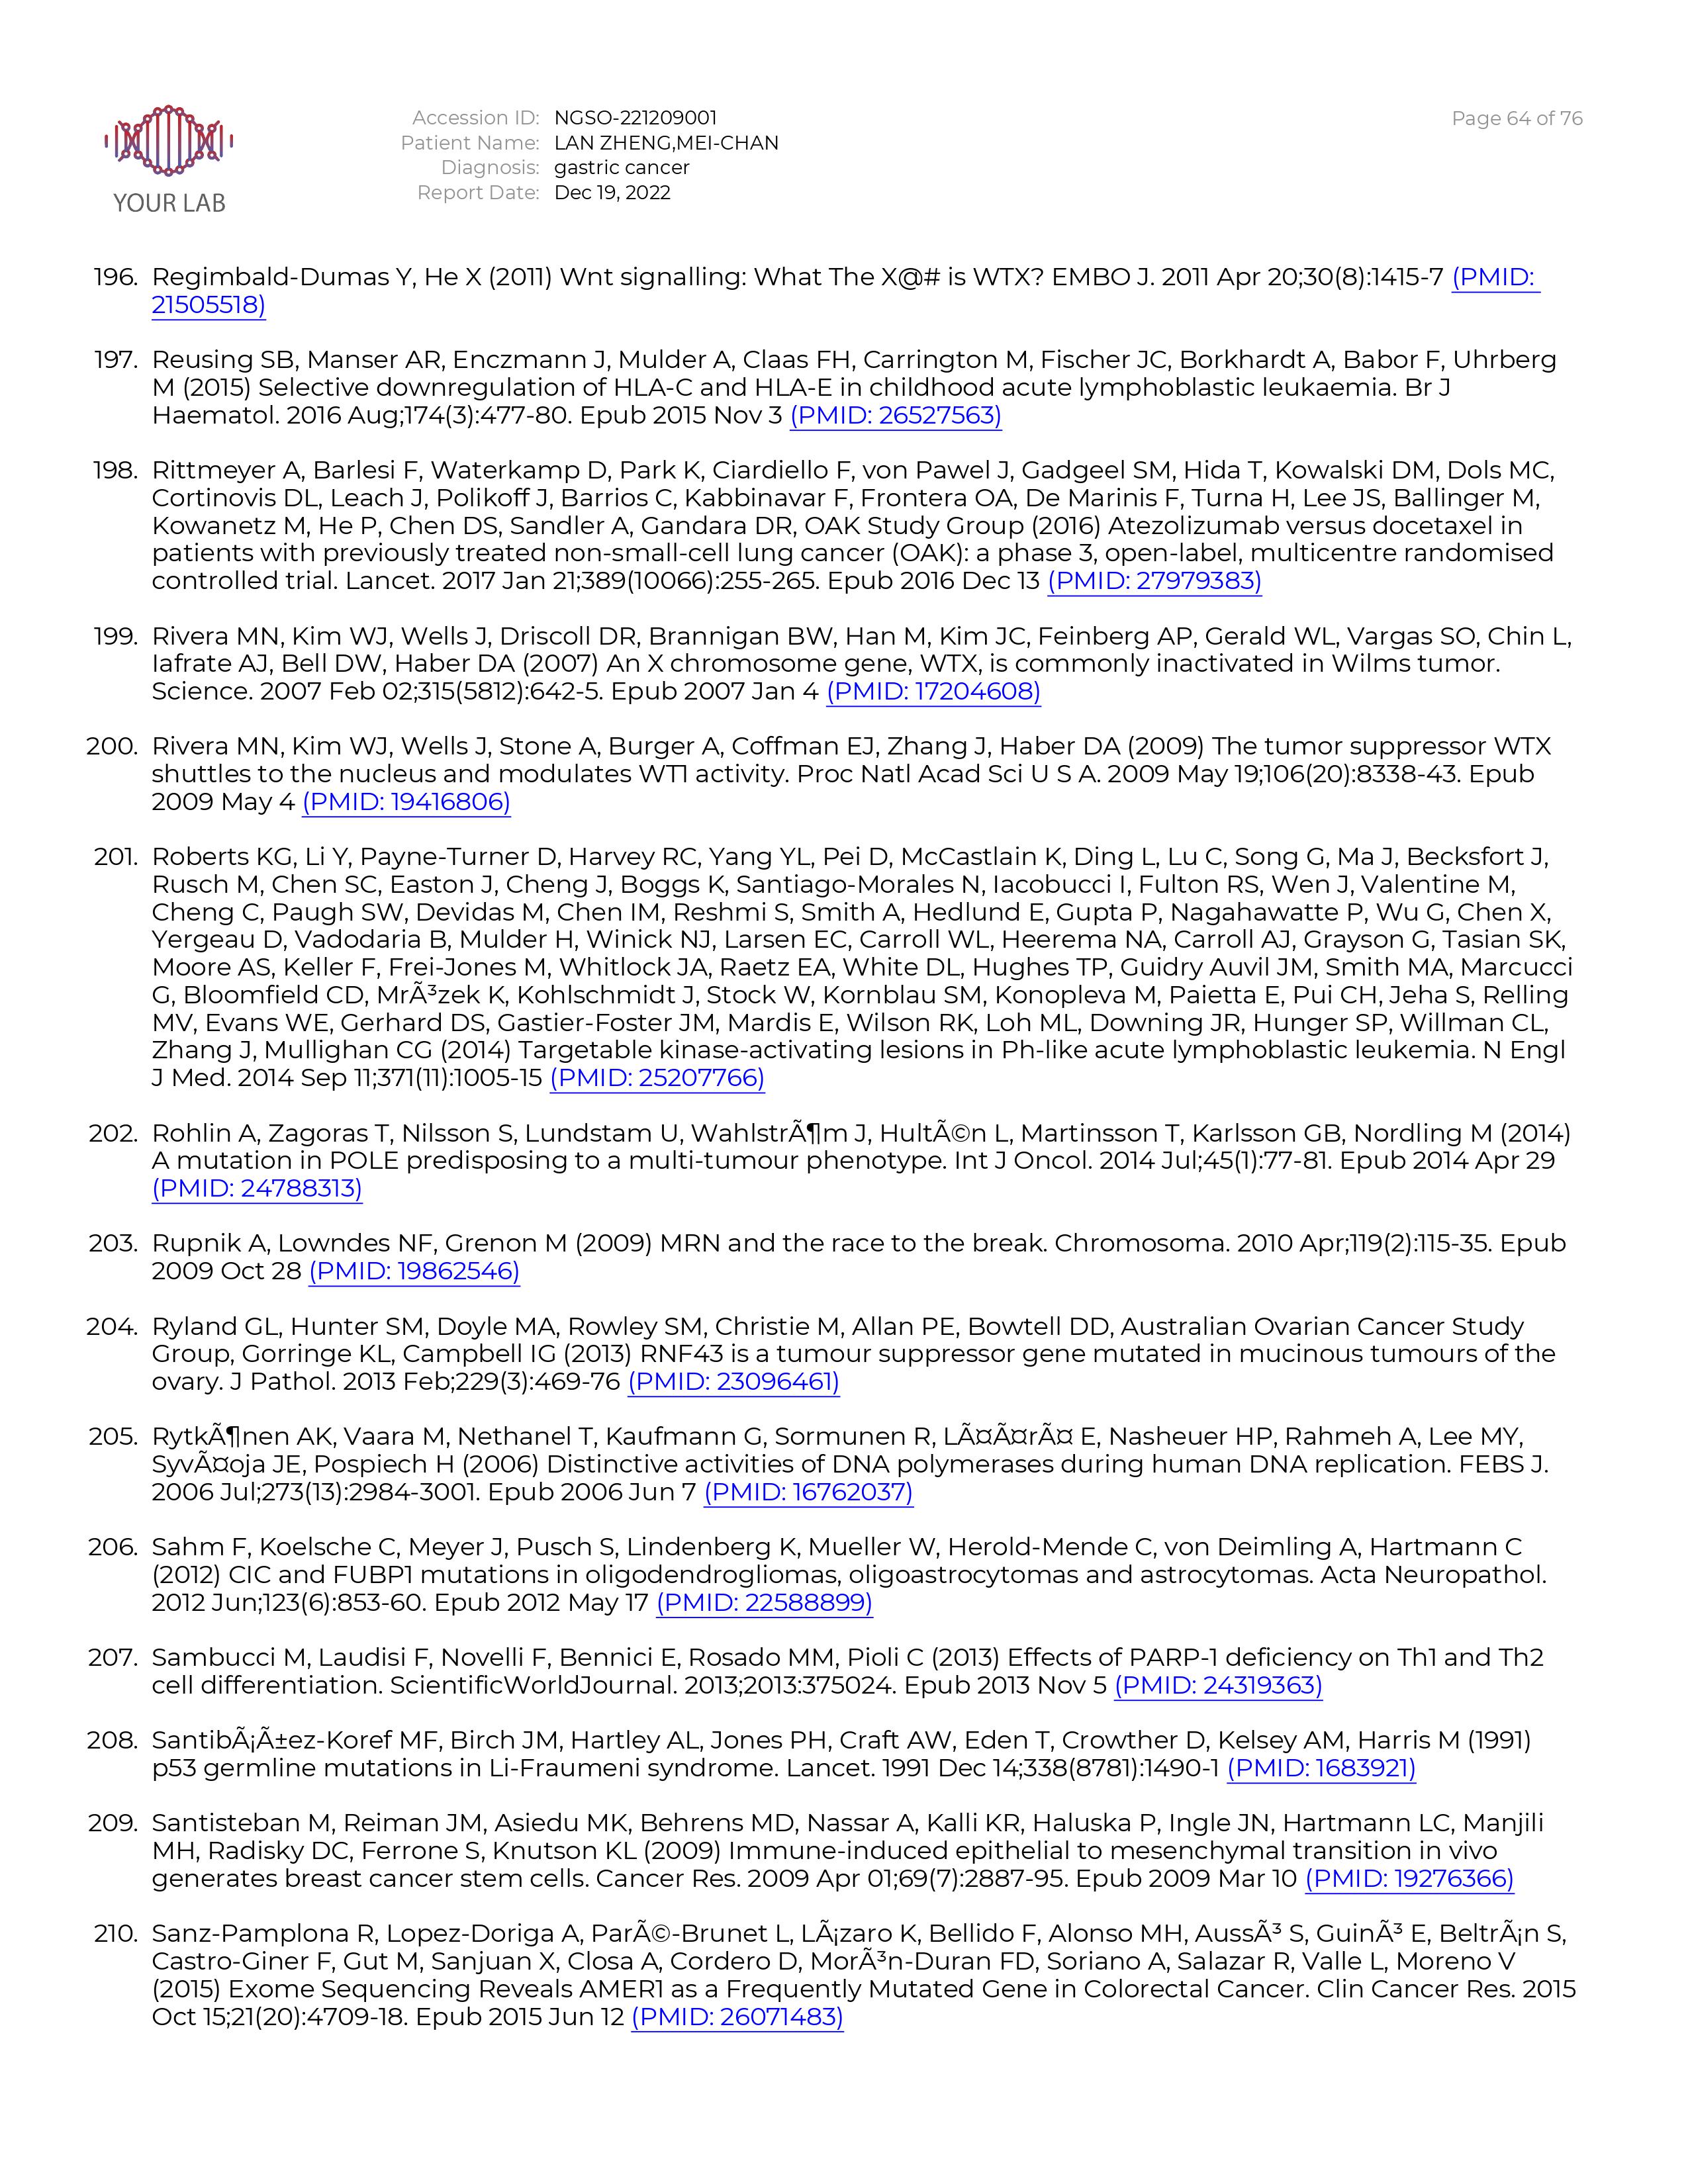 YOUR LAB
Accession ID: NGSO-221209001
Patient Name: LAN ZHENG,MEI-CHAN
Diagnosis: gastric cancer
Report Date: Dec 19, 2022
Page 64 of 76
196. Regimbald-Dumas Y, He X (2011) Wnt signalling: What The X@# is WTX? EMBO J. 2011 Apr 20;30(8):1415-7 (PMID:
21505518)
197. Reusing SB, Manser AR, Enczmann J, Mulder A, Claas FH, Carrington M, Fischer JC, Borkhardt A, Babor F, Uhrberg
M (2015) Selective downregulation of HLA-C and HLA-E in childhood acute lymphoblastic leukaemia. Br J
Haematol. 2016 Aug;174(3):477-80. Epub 2015 Nov 3 (PMID: 26527563)
198. Rittmeyer A, Barlesi F, Waterkamp D, Park K, Ciardiello F, von Pawel J, Gadgeel SM, Hida T, Kowalski DM, Dols MC,
Cortinovis DL, Leach J, Polikoff J, Barrios C, Kabbinavar F, Frontera OA, De Marinis F, Turna H, Lee JS, Ballinger M,
Kowanetz M, He P, Chen DS, Sandler A, Gandara DR, OAK Study Group (2016) Atezolizumab versus docetaxel in
patients with previously treated non-small-cell lung cancer (OAK): a phase 3, open-label, multicentre randomised
controlled trial. Lancet. 2017 Jan 21;389(10066):255-265. Epub 2016 Dec 13 (PMID: 27979383)
199. Rivera MN, Kim WJ, Wells J, Driscoll DR, Brannigan BW, Han M, Kim JC, Feinberg AP, Gerald WL, Vargas SO, Chin L,
Iafrate AJ, Bell DW, Haber DA (2007) An X chromosome gene, WTX, is commonly inactivated in Wilms tumor.
Science. 2007 Feb 02;315(5812):642-5. Epub 2007 Jan 4 (PMID: 17204608)
200. Rivera MN, Kim WJ, Wells J, Stone A, Burger A, Coffman EJ, Zhang J, Haber DA (2009) The tumor suppressor WTX
shuttles to the nucleus and modulates WT1 activity. Proc Natl Acad Sci U S A. 2009 May 19;106(20):8338-43. Epub
2009 May 4 (PMID: 19416806)
201. Roberts KG, Li Y, Payne-Turner D, Harvey RC, Yang YL, Pei D, McCastlain K, Ding L, Lu C, Song G, Ma J, Becksfort J,
Rusch M, Chen SC, Easton J, Cheng J, Boggs K, Santiago-Morales N, Iacobucci I, Fulton RS, Wen J, Valentine M,
Cheng C, Paugh SW, Devidas M, Chen IM, Reshmi S, Smith A, Hedlund E, Gupta P, Nagahawatte P, Wu G, Chen X,
Yergeau D, Vadodaria B, Mulder H, Winick NJ, Larsen EC, Carroll WL, Heerema NA, Carroll AJ, Grayson G, Tasian SK,
Moore AS, Keller F, Frei-Jones M, Whitlock JA, Raetz EA, White DL, Hughes TP, Guidry Auvil JM, Smith MA, Marcucci
G, Bloomfield CD, MrÃ³zek K, Kohlschmidt J, Stock W, Kornblau SM, Konopleva M, Paietta E, Pui CH, Jeha S, Relling
MV, Evans WE, Gerhard DS, Gastier-Foster JM, Mardis E, Wilson RK, Loh ML, Downing JR, Hunger SP, Willman CL,
Zhang J, Mullighan CG (2014) Targetable kinase-activating lesions in Ph-like acute lymphoblastic leukemia. N Engl
J Med. 2014 Sep 11;371(11):1005-15 (PMID: 25207766)
202. Rohlin A, Zagoras T, Nilsson S, Lundstam U, WahlstrÃ¶m J, HultÃ©n L, Martinsson T, Karlsson GB, Nordling M (2014)
A mutation in POLE predisposing to a multi-tumour phenotype. Int J Oncol. 2014 Jul;45(1):77-81. Epub 2014 Apr 29
(PMID: 24788313)
203. Rupnik A, Lowndes NF, Grenon M (2009) MRN and the race to the break. Chromosoma. 2010 Apr;119(2):115-35. Epub
2009 Oct 28 (PMID: 19862546)
204. Ryland GL, Hunter SM, Doyle MA, Rowley SM, Christie M, Allan PE, Bowtell DD, Australian Ovarian Cancer Study
Group, Gorringe KL, Campbell IG (2013) RNF43 is a tumour suppressor gene mutated in mucinous tumours of the
ovary. J Pathol. 2013 Feb;229(3):469-76 (PMID: 23096461)
205. RytkÃ¶nen AK, Vaara M, Nethanel T, Kaufmann G, Sormunen R, LÃ¤Ã¤rÃ¤ E, Nasheuer HP, Rahmeh A, Lee MY,
SyvÃ¤oja JE, Pospiech H (2006) Distinctive activities of DNA polymerases during human DNA replication. FEBS J.
2006 Jul;273(13):2984-3001. Epub 2006 Jun 7 (PMID: 16762037)
206. Sahm F, Koelsche C, Meyer J, Pusch S, Lindenberg K, Mueller W, Herold-Mende C, von Deimling A, Hartmann C
(2012) CIC and FUBP1 mutations in oligodendrogliomas, oligoastrocytomas and astrocytomas. Acta Neuropathol.
2012 Jun;123(6):853-60. Epub 2012 May 17 (PMID: 22588899)
207. Sambucci M, Laudisi F, Novelli F, Bennici E, Rosado MM, Pioli C (2013) Effects of PARP-1 deficiency on Th1 and Th2
cell differentiation. ScientificWorldJournal. 2013;2013:375024. Epub 2013 Nov 5 (PMID: 24319363)
208. SantibÃ¡Ã±ez-Koref MF, Birch JM, Hartley AL, Jones PH, Craft AW, Eden T, Crowther D, Kelsey AM, Harris M (1991)
p53 germline mutations in Li-Fraumeni syndrome. Lancet. 1991 Dec 14;338(8781):1490-1 (PMID: 1683921)
209. Santisteban M, Reiman JM, Asiedu MK, Behrens MD, Nassar A, Kalli KR, Haluska P, Ingle JN, Hartmann LC, Manjili
MH, Radisky DC, Ferrone S, Knutson KL (2009) Immune-induced epithelial to mesenchymal transition in vivo
generates breast cancer stem cells. Cancer Res. 2009 Apr 01;69(7):2887-95. Epub 2009 Mar 10 (PMID: 19276366)
210. Sanz-Pamplona R, Lopez-Doriga A, ParÃ©-Brunet L, LÃ¡zaro K, Bellido F, Alonso MH, AussÃ³ S, GuinÃ³ E, BeltrÃ¡n S,
Castro-Giner F, Gut M, Sanjuan X, Closa A, Cordero D, MorÃ³n-Duran FD, Soriano A, Salazar R, Valle L, Moreno V
(2015) Exome Sequencing Reveals AMER1 as a Frequently Mutated Gene in Colorectal Cancer. Clin Cancer Res. 2015
Oct 15;21(20):4709-18. Epub 2015 Jun 12 (PMID: 26071483)